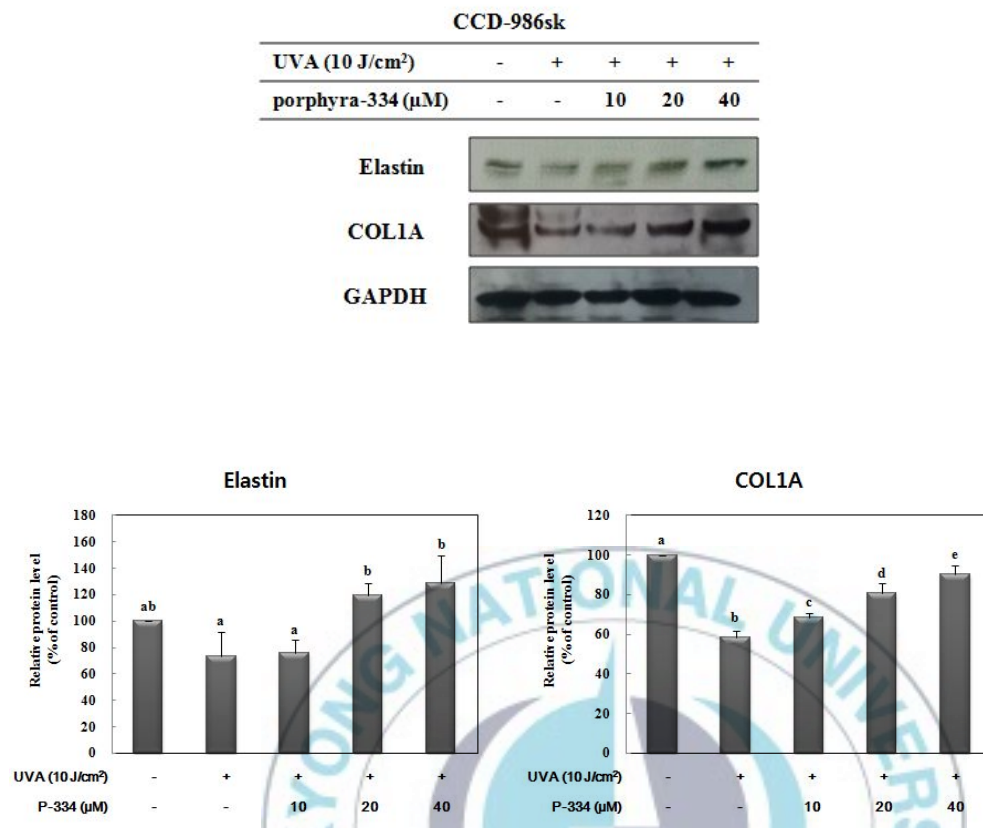 CCD-986sk
UVA (10 J/cm²) - + + + +
porphyra-334 (µM) - - 10 20 40
Elastin
COL1A
GAPDH
Elastin
Relative protein level
(% of control)
180
160
140
120
100
80
60
40
20
0
ab a a b b
UVA (10 J/cm²) - + + + +
P-334 (µM) - - 10 20 40
COL1A
Relative protein level
(% of control)
120
100
80
60
40
20
0
a b c d e
UVA (10 J/cm²) - + + + +
P-334 (µM) - - 10 20 40
YONG NATIONAL UNIVERS